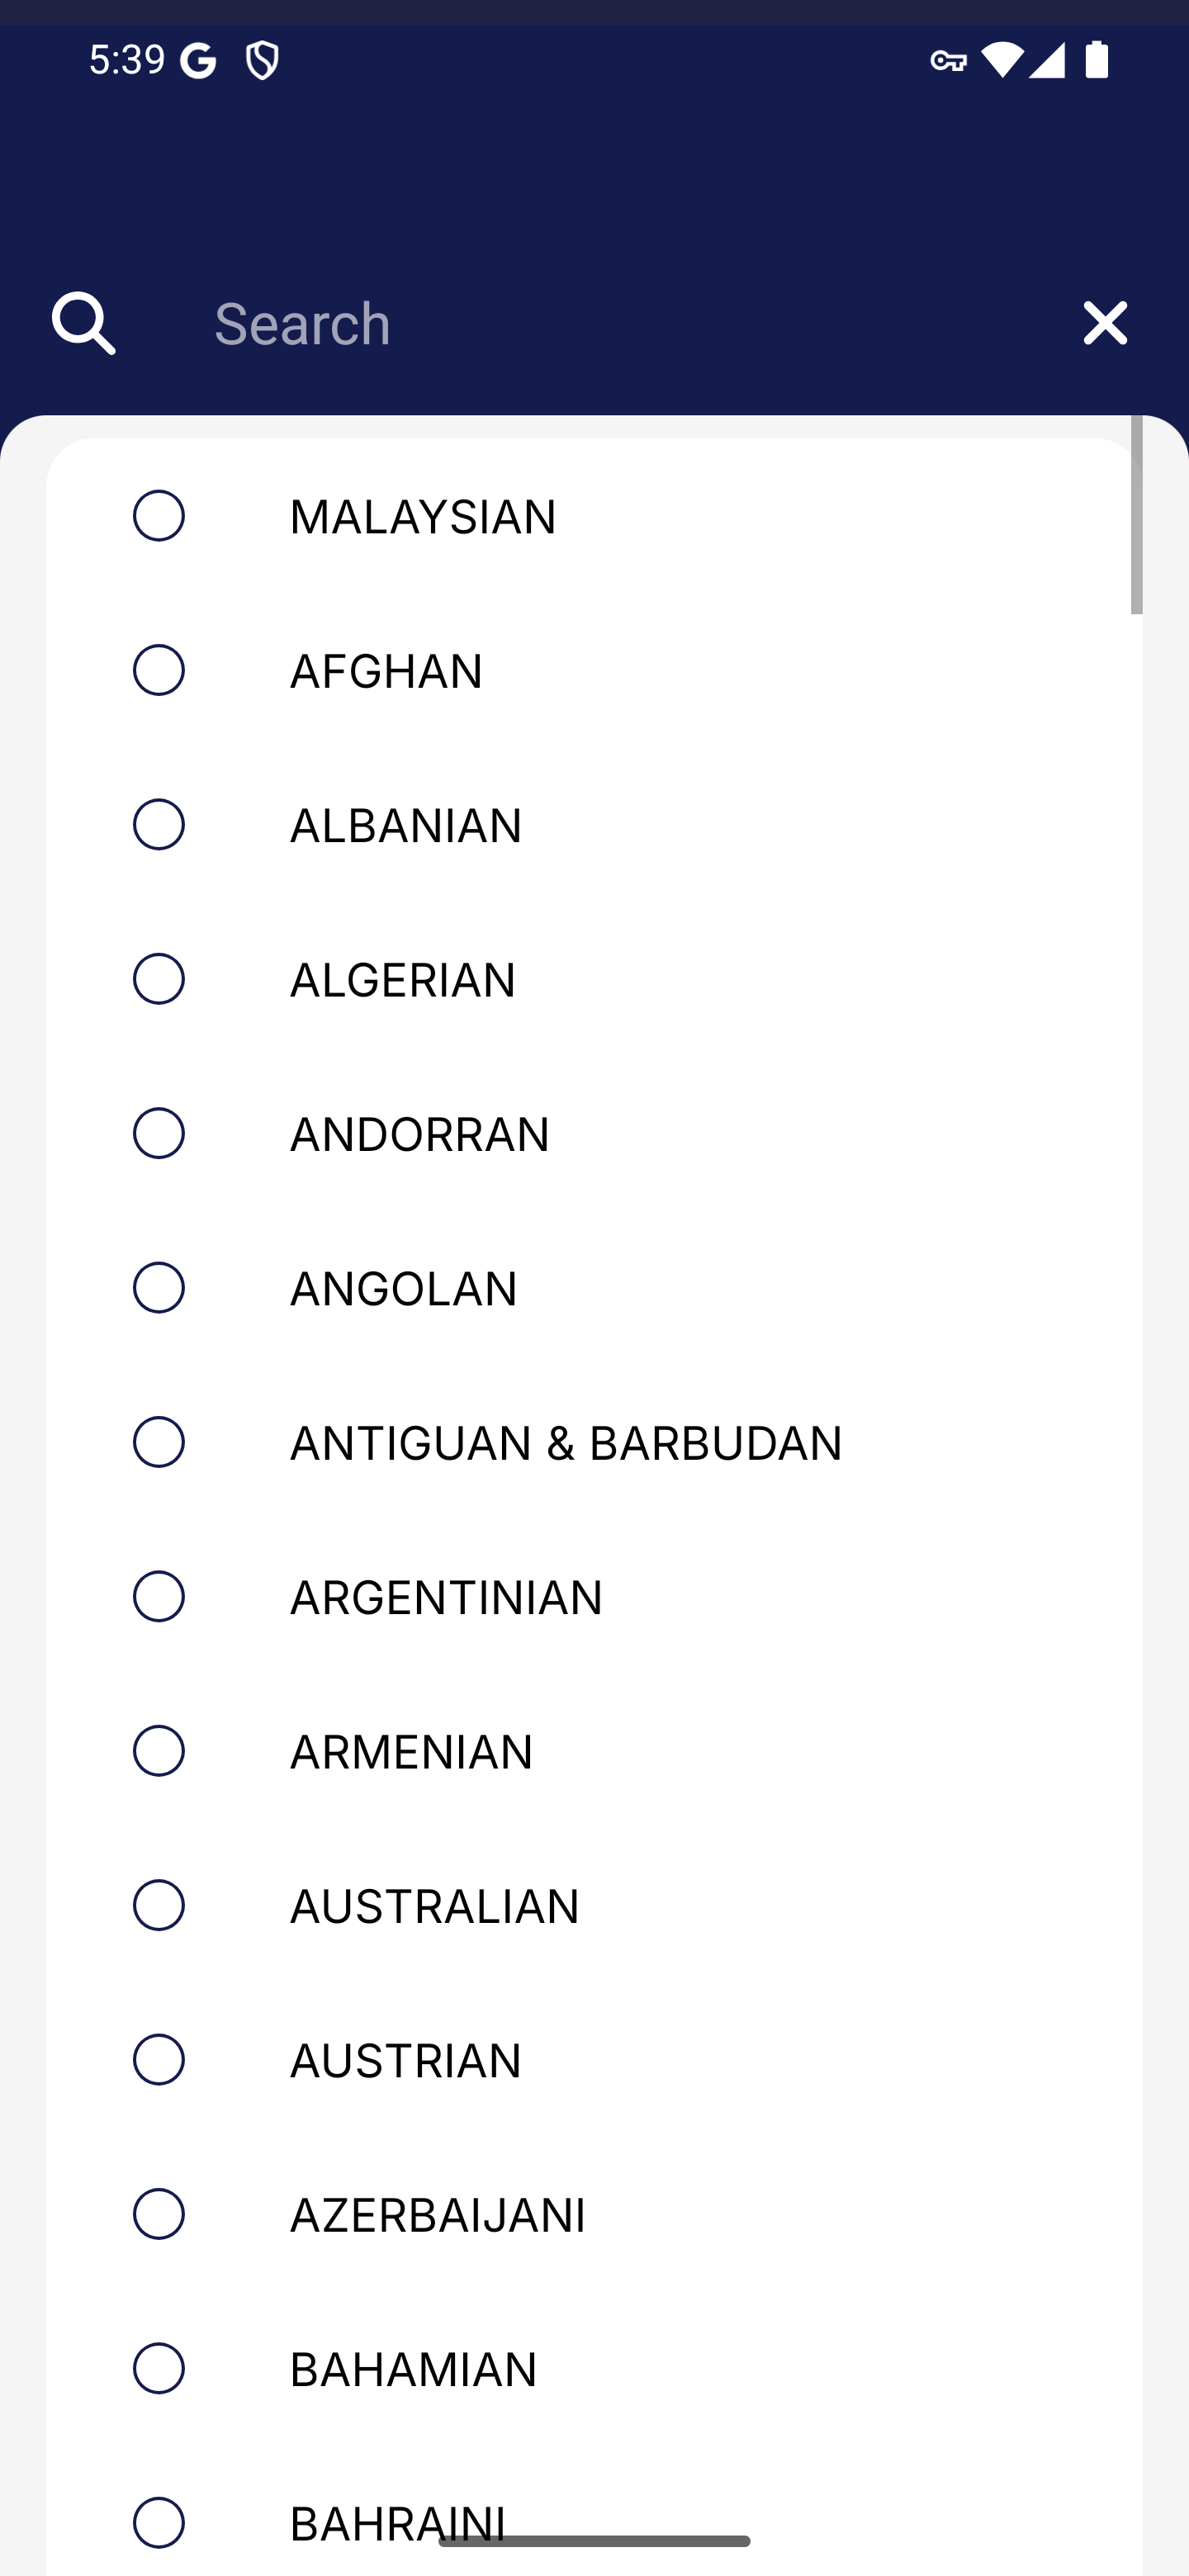 5:39
Search
MALAYSIAN
AFGHAN
ALBANIAN
ALGERIAN
ANDORRAN
ANGOLAN
ANTIGUAN & BARBUDAN
ARGENTINIAN
ARMENIAN
AUSTRALIAN
AUSTRIAN
AZERBAIJANI
BAHAMIAN
BAHRAINI